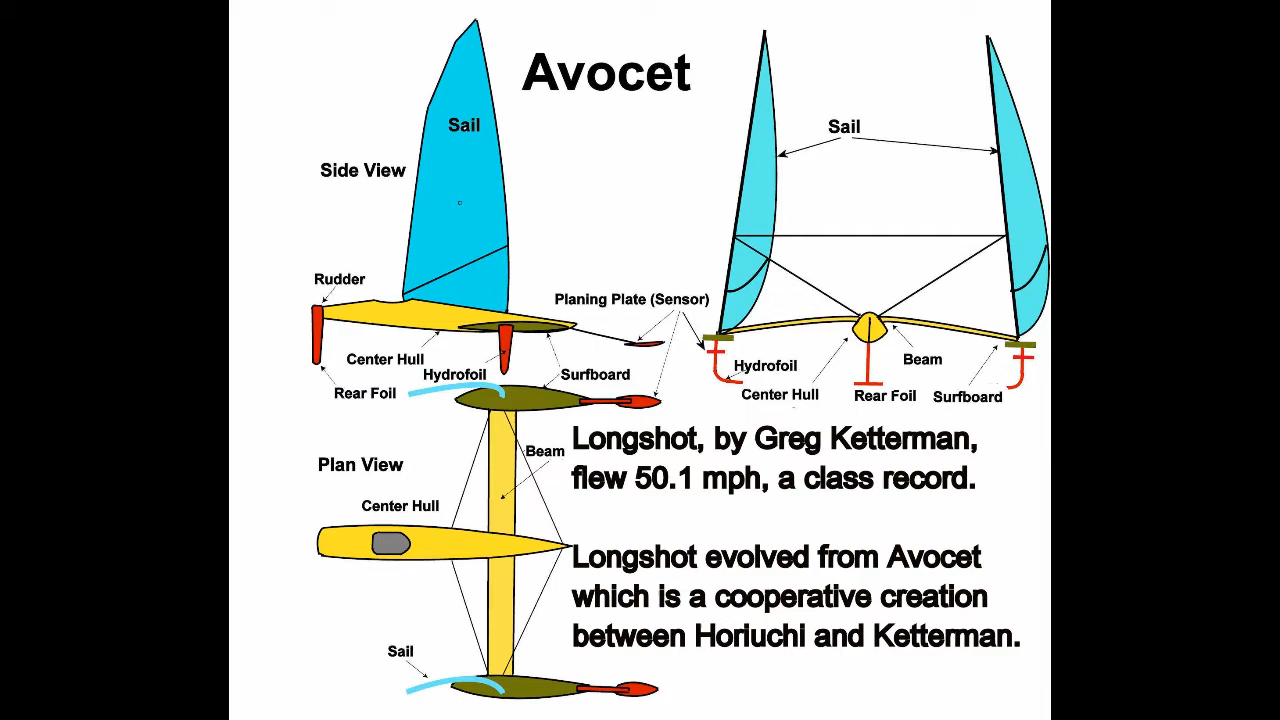 Avocet
Sail
Side View
Sail
Rudder
Planing Plate (Sensor)
Center Hull
Hydrofoil
Surfboard
Rear Foil
Hydrofoil
Beam
Center Hull
Rear Foil
Surfboard
Longshot, by Greg Ketterman,
flew 50.1 mph, a class record.
Beam
Plan View
Center Hull
Longshot evolved from Avocet
which is a cooperative creation
between Horiuchi and Ketterman.
Sail